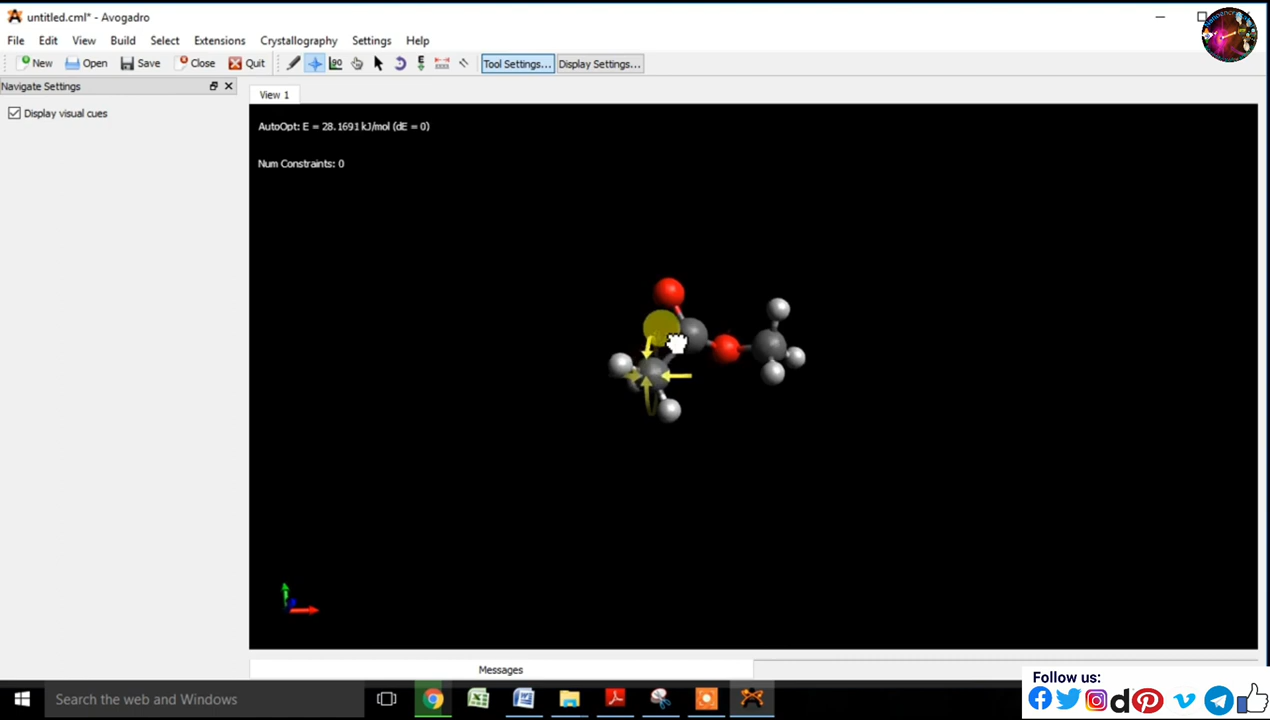 untitled.cml* - Avogadro
File Edit View Build Select Extensions Crystallography Settings Help
New Open Save Close Quit E Tool Settings... Display Settings...
Navigate Settings
View 1
Display visual cues
AutoOpt: E = 28.1691 kJ/mol (dE = 0)
Num Constraints: 0
Messages
Follow us:
Search the web and Windows